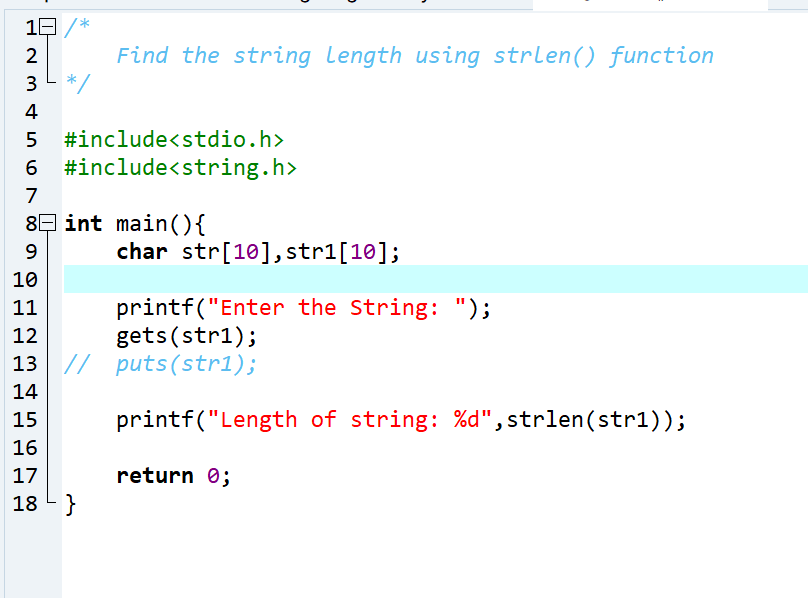 1 /*
2 Find the string length using strlen() function
3 */
4
5 #include<stdio.h>
6 #include<string.h>
7
8 int main(){
9 char str[10],str1[10];
10
11 printf("Enter the String: ");
12 gets(str1);
13 // puts(str1);
14
15 printf("Length of string: %d",strlen(str1));
16
17 return 0;
18 }